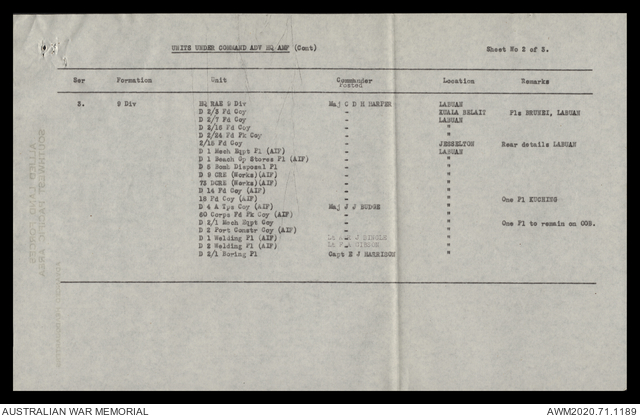 UNITS UNDER COMMAND ADV HQ AMF (Cont) Sheet No 2 of 3.
Ser Formation Unit Commander Posted Location Remarks
3. 9 Div HQ RAE 9 Div Maj C D H HARPER LABUAN
D 2/3 Fd Coy - KUALA BELAIT Pls BRUNEI, LABUAN
D 2/7 Fd Coy - LABUAN
D 2/16 Fd Coy - "
D 2/24 Fd Pk Coy - "
2/15 Fd Coy - JESSELTON Rear details LABUAN
D 1 Mech Eqpt Pl (AIF) - LABUAN
D 1 Beach Op Stores Pl (AIF) - "
D 6 Bomb Disposal Pl - "
D 9 CRE (Works)(AIF) - "
73 DCRE (Works)(AIF) - "
D 14 Fd Coy (AIF) - "
18 Fd Coy (AIF) - " One Pl KUCHING
D 4 A Tps Coy (AIF) Maj J J BUDGE "
60 Corps Fd Pk Coy (AIF) - "
D 2/1 Mech Eqpt Coy - " One Pl to remain on COB.
D 2 Port Constr Coy (AIF) - "
D 1 Welding Pl (AIF) "
D 2 Welding Pl (AIF) "
D 2/1 Boring Pl Capt E J HARRISON "
AUSTRALIAN WAR MEMORIAL AWM2020.71.1189